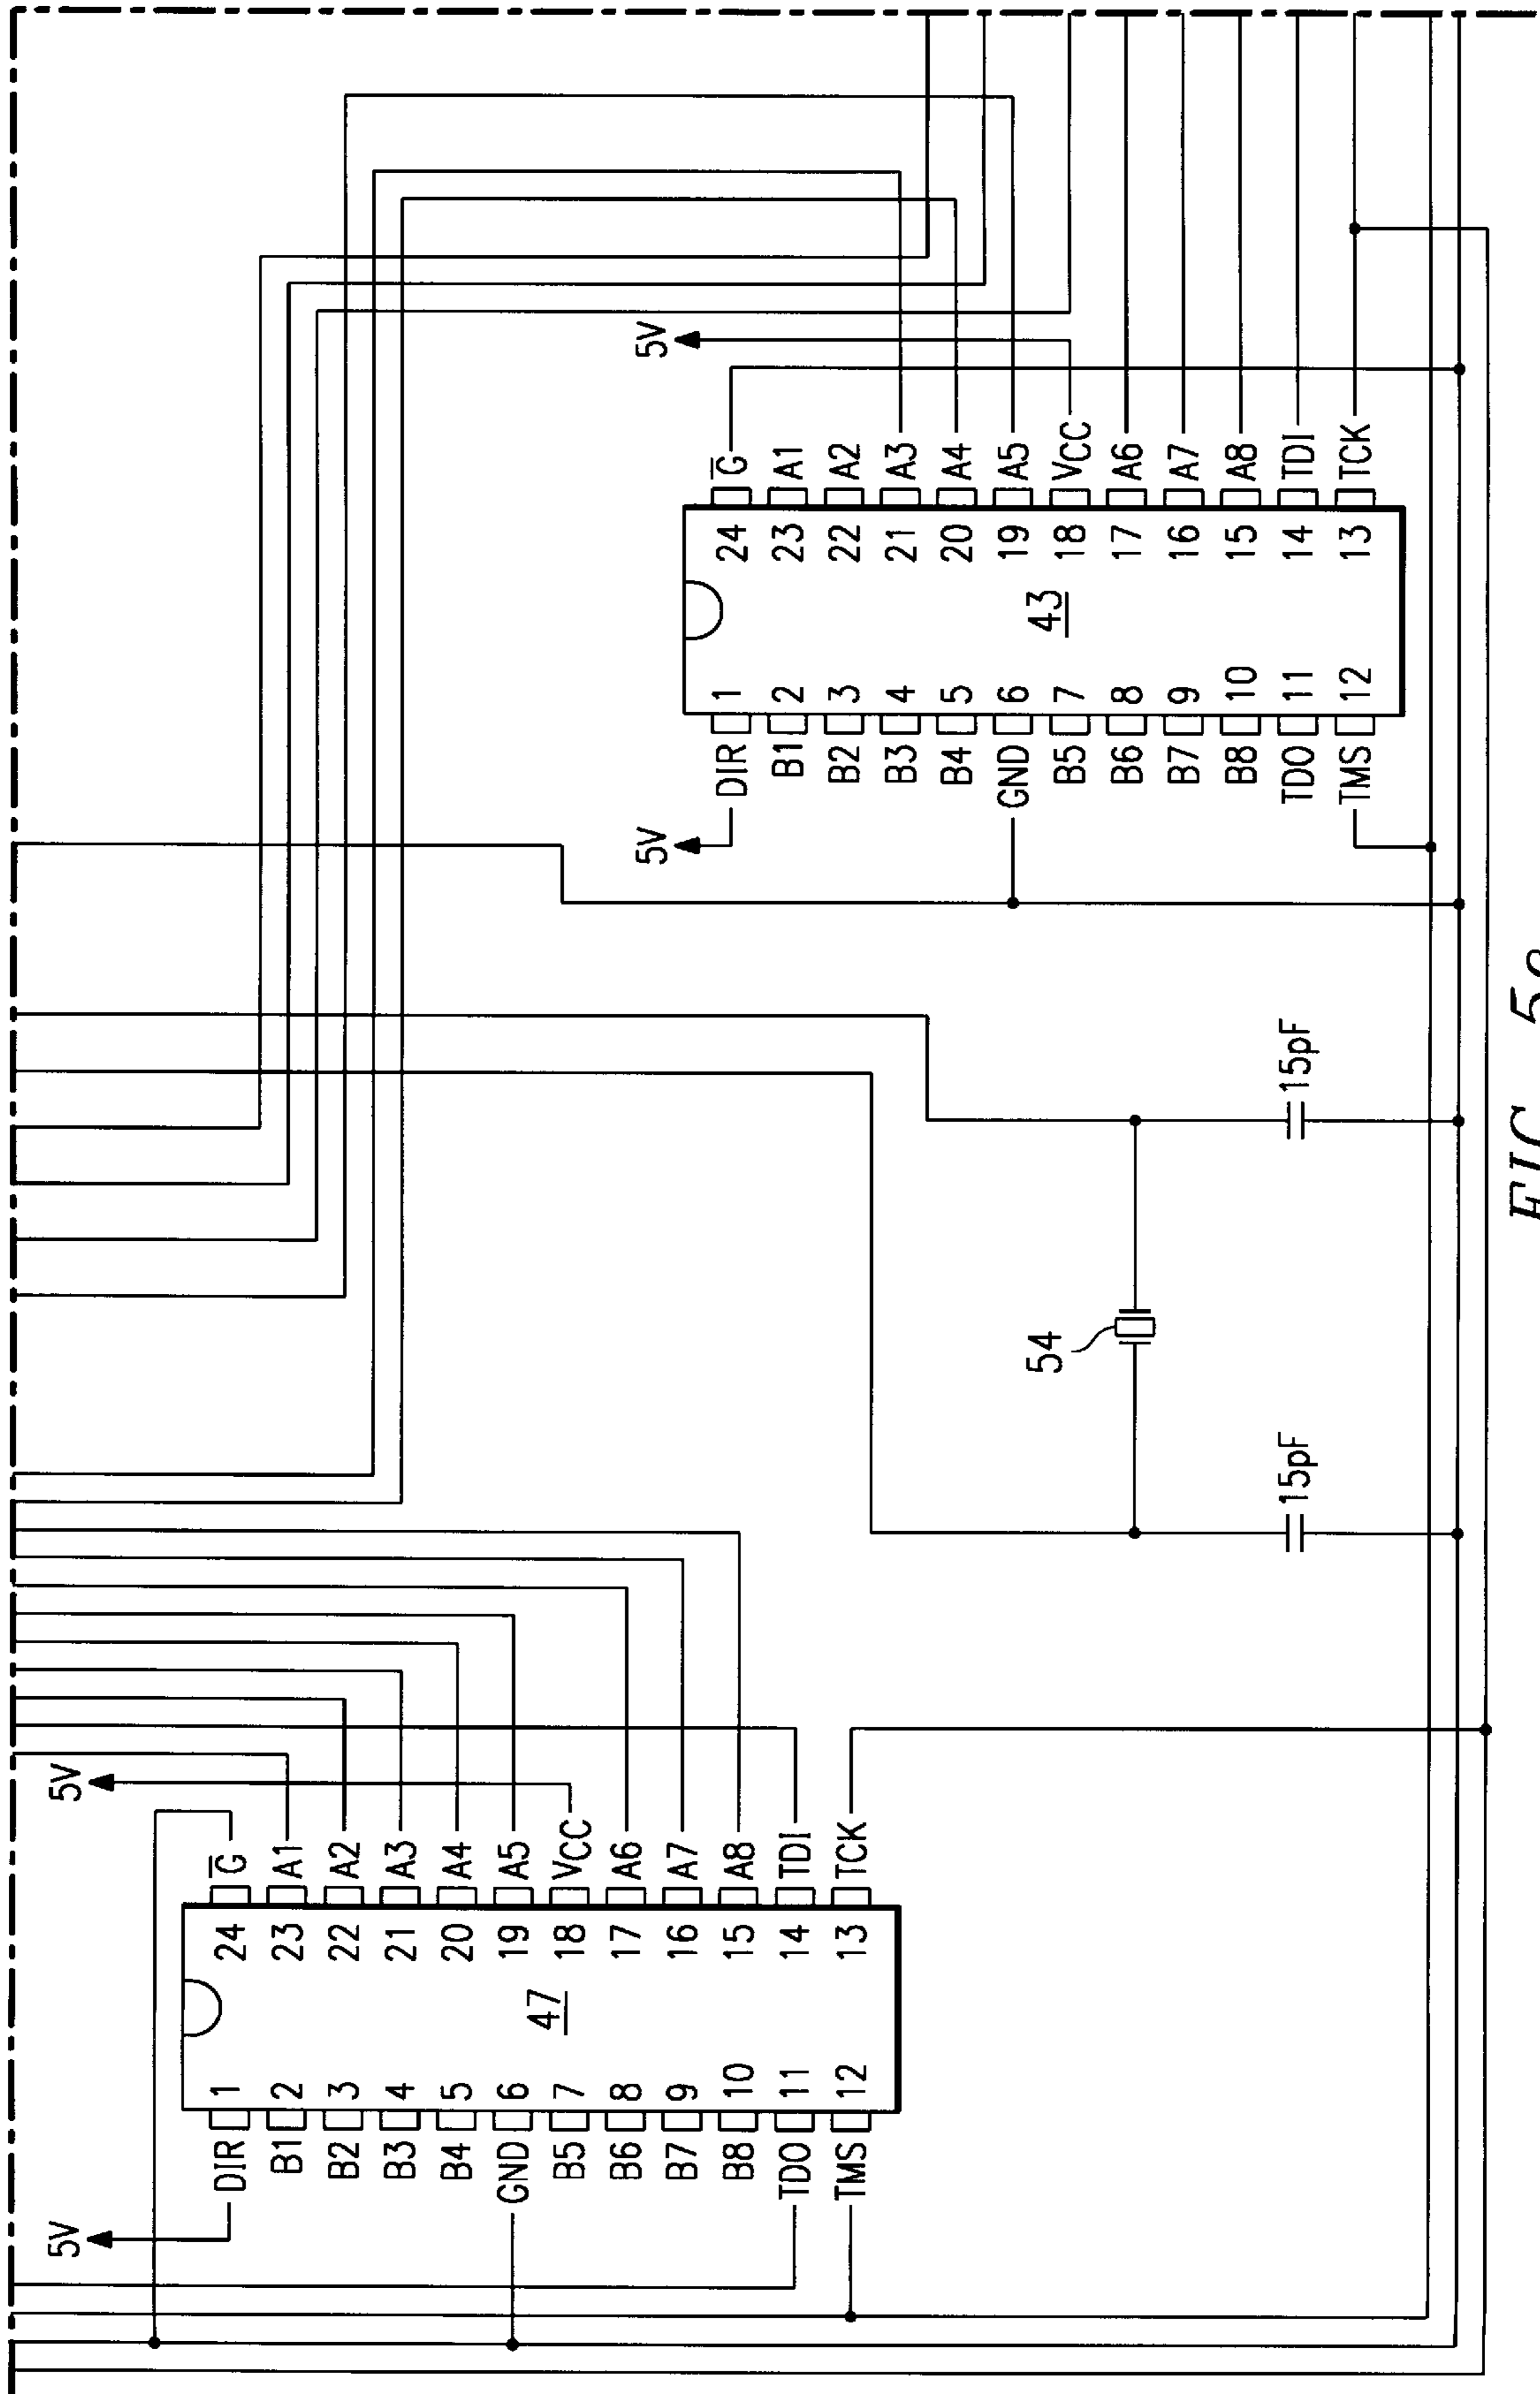 5V
5V
G
24
DIR
1
A1
23
B1
2
A2
22
B2
3
A3
21
B3
4
A4
20
B4
5
A5
19
GND
6
VCC
18
B5
7
A6
17
B6
8
A7
16
B7
9
A8
15
B8
10
TDI
14
TDO
11
TCK
13
TMS
12
43
54
15pF
15pF
5V
5V
G
24
DIR
1
A1
23
B1
2
A2
22
B2
3
A3
21
B3
4
A4
20
B4
5
A5
19
GND
6
VCC
18
B5
7
A6
17
B6
8
A7
16
B7
9
A8
15
B8
10
TDI
14
TDO
11
TCK
13
TMS
12
47